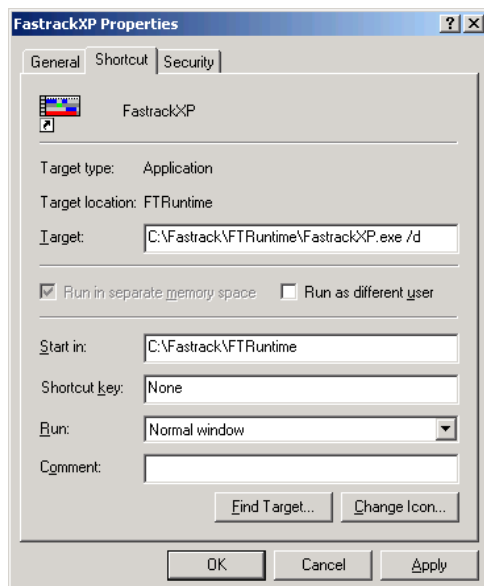 FastrackXP Properties
General Shortcut Security
FastrackXP
Target type: Application
Target location: FTRuntime
Target: C:\Fastrack\FTRuntime\FastrackXP.exe /d
Run in separate memory space Run as different user
Start in: C:\Fastrack\FTRuntime
Shortcut key: None
Run: Normal window
Comment:
Find Target... Change Icon...
OK Cancel Apply